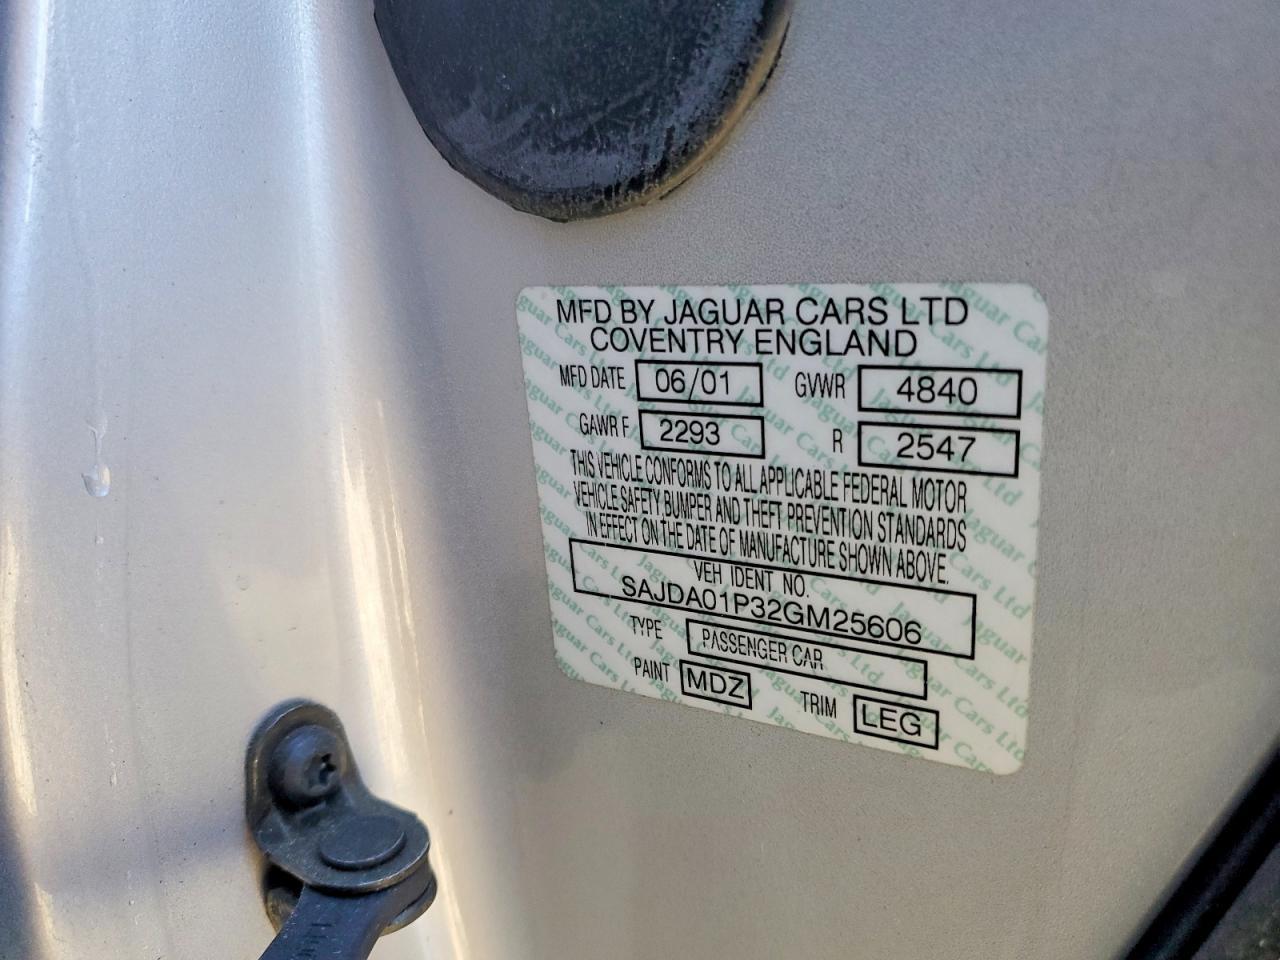 MFD BY JAGUAR CARS LTD
COVENTRY ENGLAND
MFD DATE 06/01 GVWR 4840
GAWR F 2293 R 2547
THIS VEHICLE CONFORMS TO ALL APPLICABLE FEDERAL MOTOR
VEHICLE SAFETY BUMPER AND THEFT PREVENTION STANDARDS
IN EFFECT ON THE DATE OF MANUFACTURE SHOWN ABOVE.
VEH IDENT NO.
SAJDA01P32GM25606
TYPE PASSENGER CAR
PAINT MDZ TRIM LEG